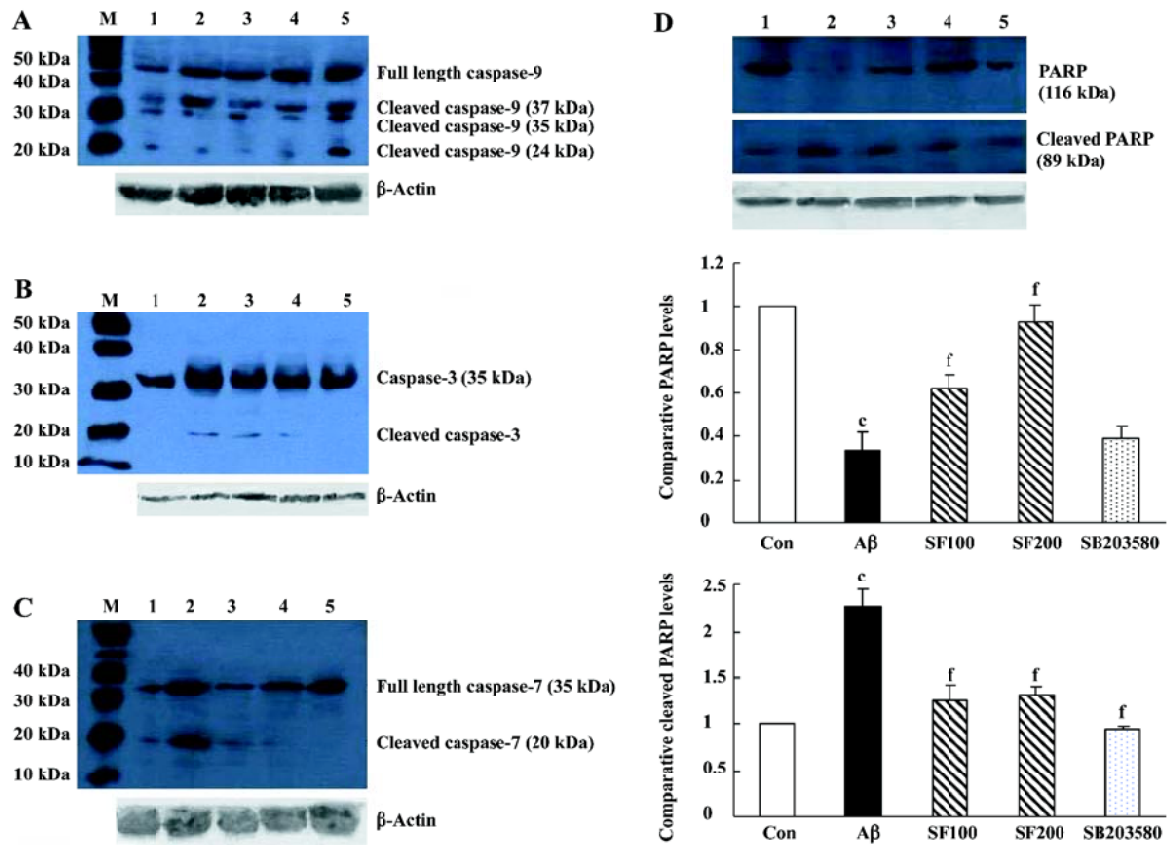 A
M 1 2 3 4 5
50 kDa
40 kDa
30 kDa
20 kDa
Full length caspase-9
Cleaved caspase-9 (37 kDa)
Cleaved caspase-9 (35 kDa)
Cleaved caspase-9 (24 kDa)
β-Actin
B
M 1 2 3 4 5
50 kDa
40 kDa
30 kDa
20 kDa
10 kDa
Caspase-3 (35 kDa)
Cleaved caspase-3
β-Actin
C
M 1 2 3 4 5
40 kDa
30 kDa
20 kDa
10 kDa
Full length caspase-7 (35 kDa)
Cleaved caspase-7 (20 kDa)
β-Actin
D
1 2 3 4 5
PARP
(116 kDa)
Cleaved PARP
(89 kDa)
Comparative PARP levels
1.2
1
0.8
0.6
0.4
0.2
0
c
f
f
Con Aβ SF100 SF200 SB203580
Comparative cleaved PARP levels
2.5
2
1.5
1
0.5
0
c
f
f
f
Con Aβ SF100 SF200 SB203580